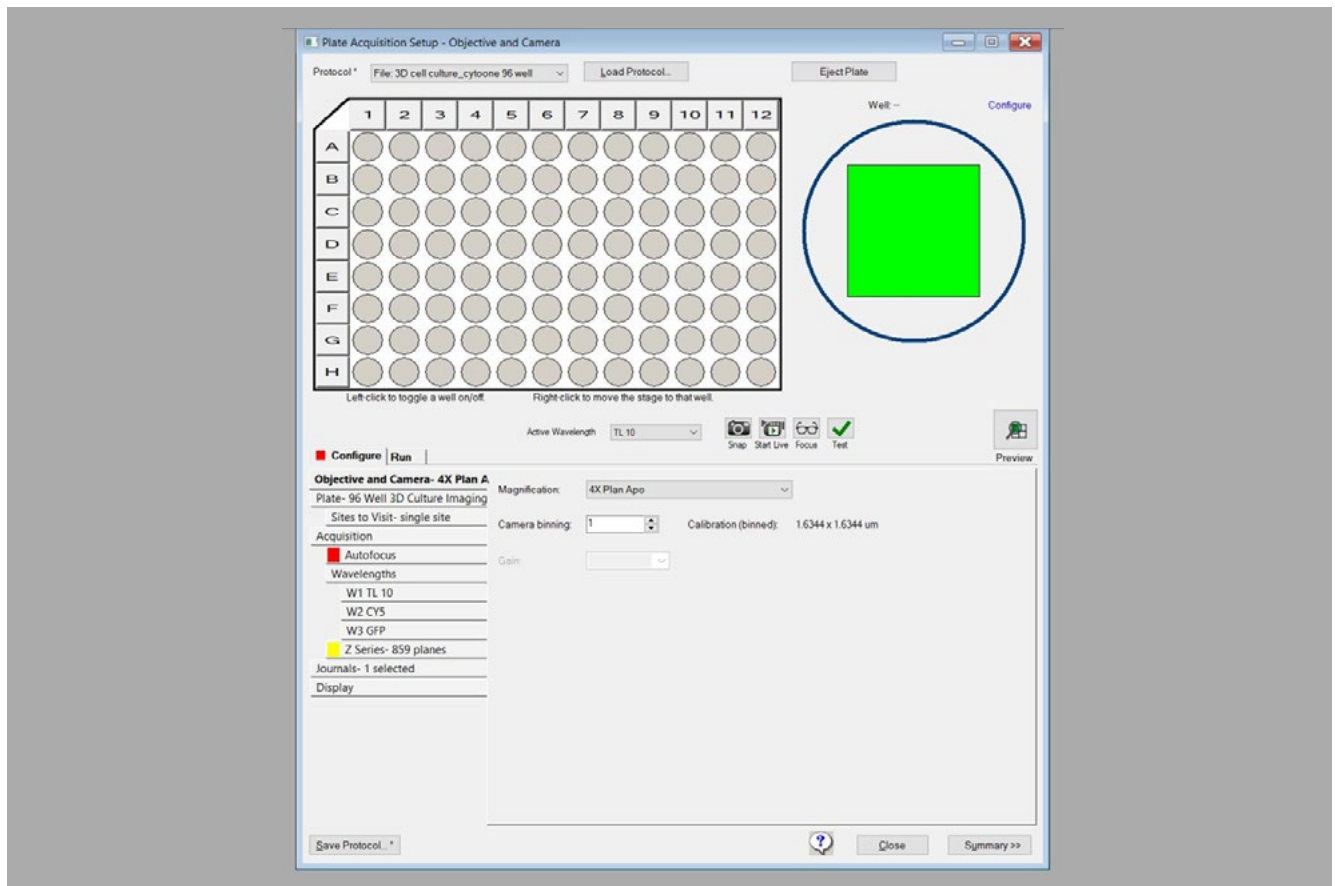 Plate Acquisition Setup - Objective and Camera
Protocol* File: 3D cell culture_cytoone 96 well Load Protocol... Eject Plate
Well: -- Configure
1 2 3 4 5 6 7 8 9 10 11 12
A
B
C
D
E
F
G
H
Left-click to toggle a well on/off. Right-click to move the stage to that well.
Active Wavelength TL 10
Snap Start Live Focus Test
Preview
Configure Run
Objective and Camera- 4X Plan A
Plate- 96 Well 3D Culture Imaging
Sites to Visit- single site
Acquisition
Autofocus
Wavelengths
W1 TL 10
W2 CY5
W3 GFP
Z Series- 859 planes
Journals- 1 selected
Display
Magnification: 4X Plan Apo
Camera binning: 1 Calibration (binned): 1.6344 x 1.6344 um
Gain:
Save Protocol...* ? Close Summary >>